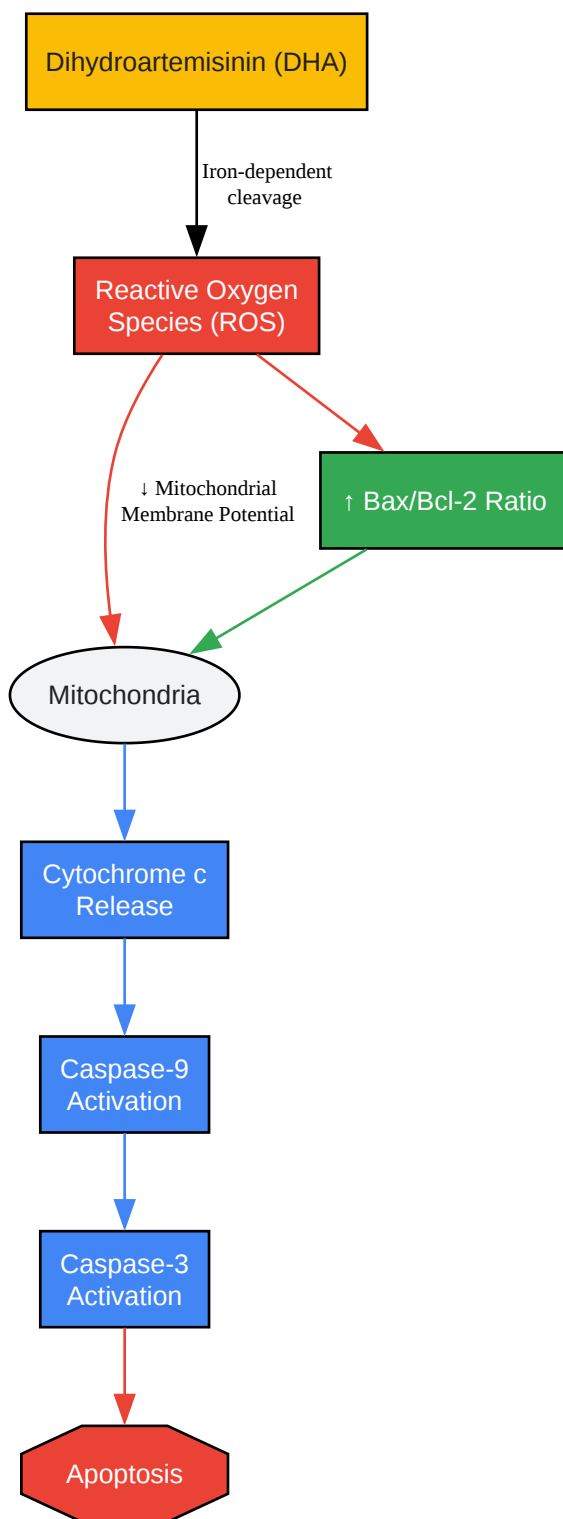 Dihydroartemisinin (DHA)
Iron-dependent
cleavage
Reactive Oxygen
Species (ROS)
↓ Mitochondrial
Membrane Potential
↑ Bax/Bcl-2 Ratio
Mitochondria
Cytochrome c
Release
Caspase-9
Activation
Caspase-3
Activation
Apoptosis